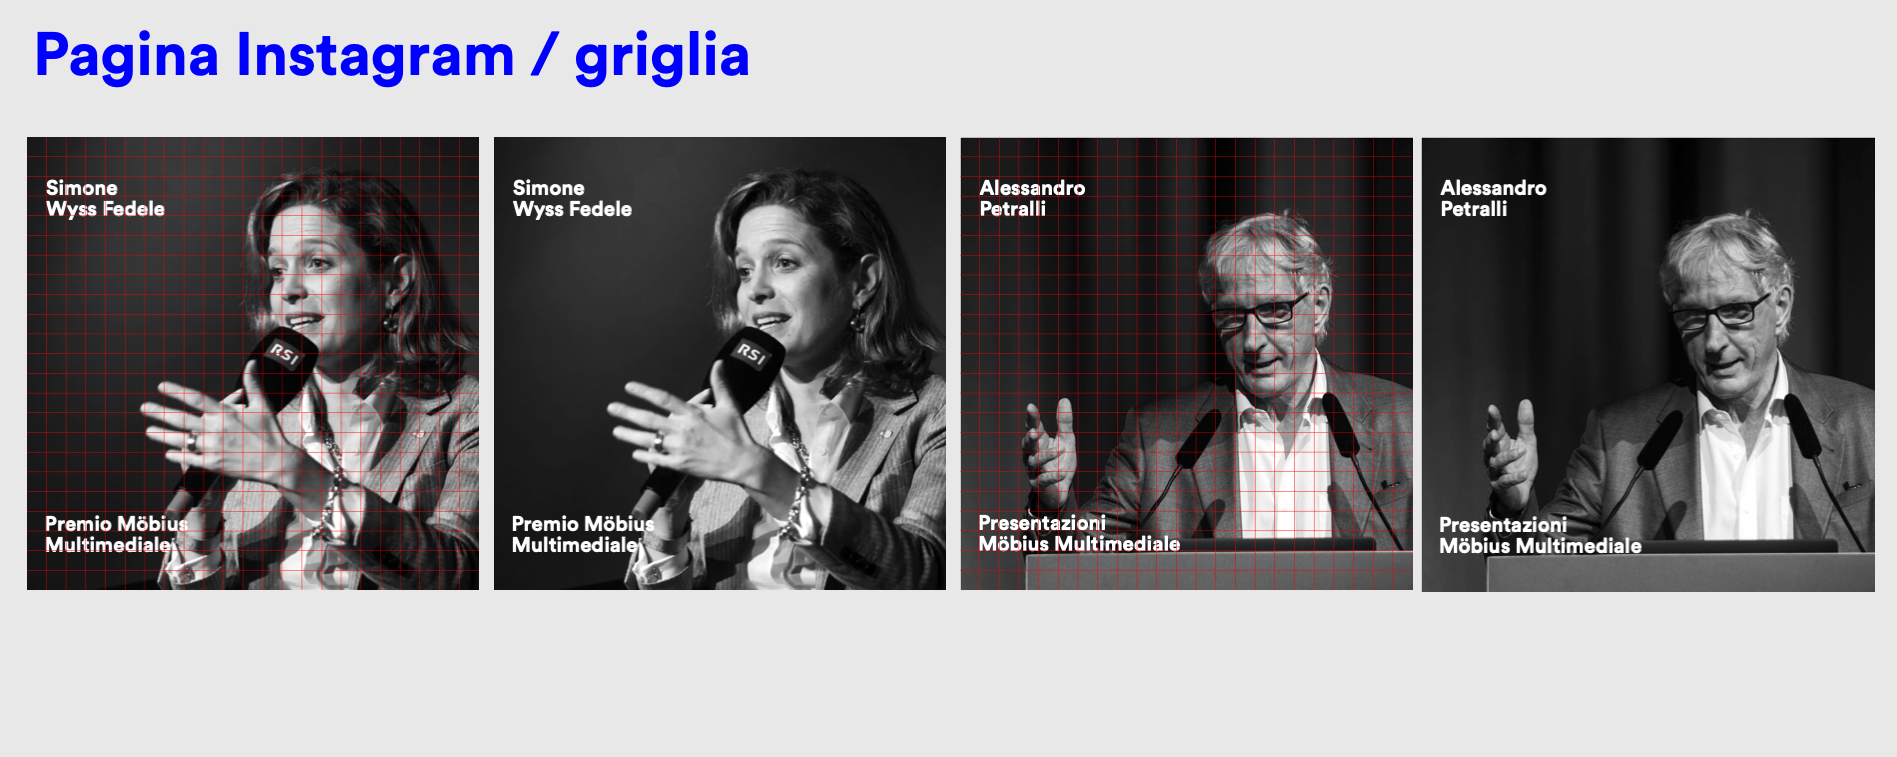 Pagina Instagram / griglia
Simone
Wyss Fedele
RSI
Premio Möbius
Multimediale
Simone
Wyss Fedele
RSI
Premio Möbius
Multimediale
Alessandro
Petralli
Presentazioni
Möbius Multimediale
Alessandro
Petralli
Presentazioni
Möbius Multimediale